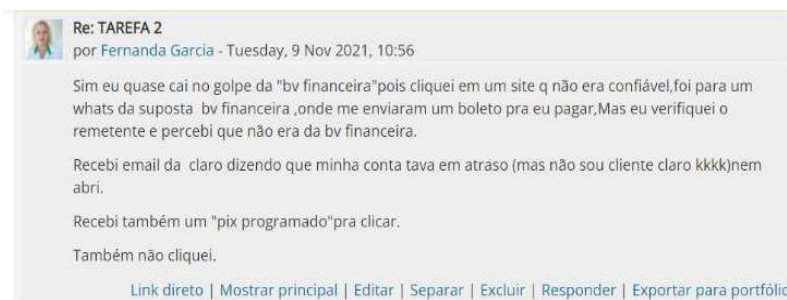 Re: TAREFA 2
por Fernanda Garcia - Tuesday, 9 Nov 2021, 10:56
Sim eu quase cai no golpe da "bv financeira"pois cliquei em um site q não era confiável,foi para um
whats da suposta bv financeira ,onde me enviaram um boleto pra eu pagar,Mas eu verifiquei o
remetente e percebi que não era da bv financeira.
Recebi email da claro dizendo que minha conta tava em atraso (mas não sou cliente claro kkkk)nem
abri.
Recebi também um "pix programado"pra clicar.
Também não cliquei.
Link direto | Mostrar principal | Editar | Separar | Excluir | Responder | Exportar para portfólio